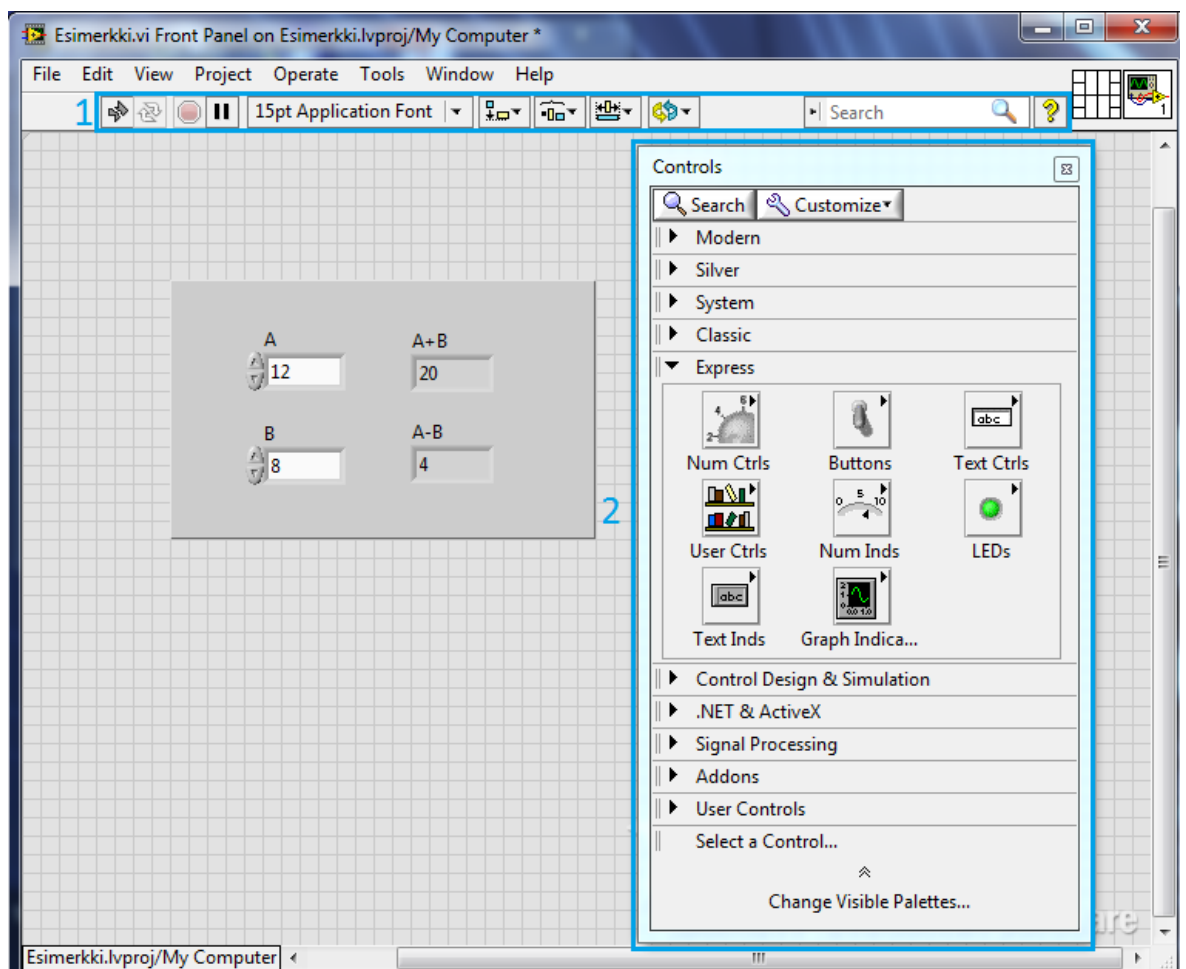 Esimerkki.vi Front Panel on Esimerkki.lvproj/My Computer *
File Edit View Project Operate Tools Window Help
1 15pt Application Font Search ? 1
Controls
Search Customize
Modern
Silver
System
Classic
Express
A A+B
12 20
B A-B
8 4
2
Num Ctrls Buttons Text Ctrls
User Ctrls Num Inds LEDs
Text Inds Graph Indica...
Control Design & Simulation
.NET & ActiveX
Signal Processing
Addons
User Controls
Select a Control...
Change Visible Palettes...
Esimerkki.lvproj/My Computer